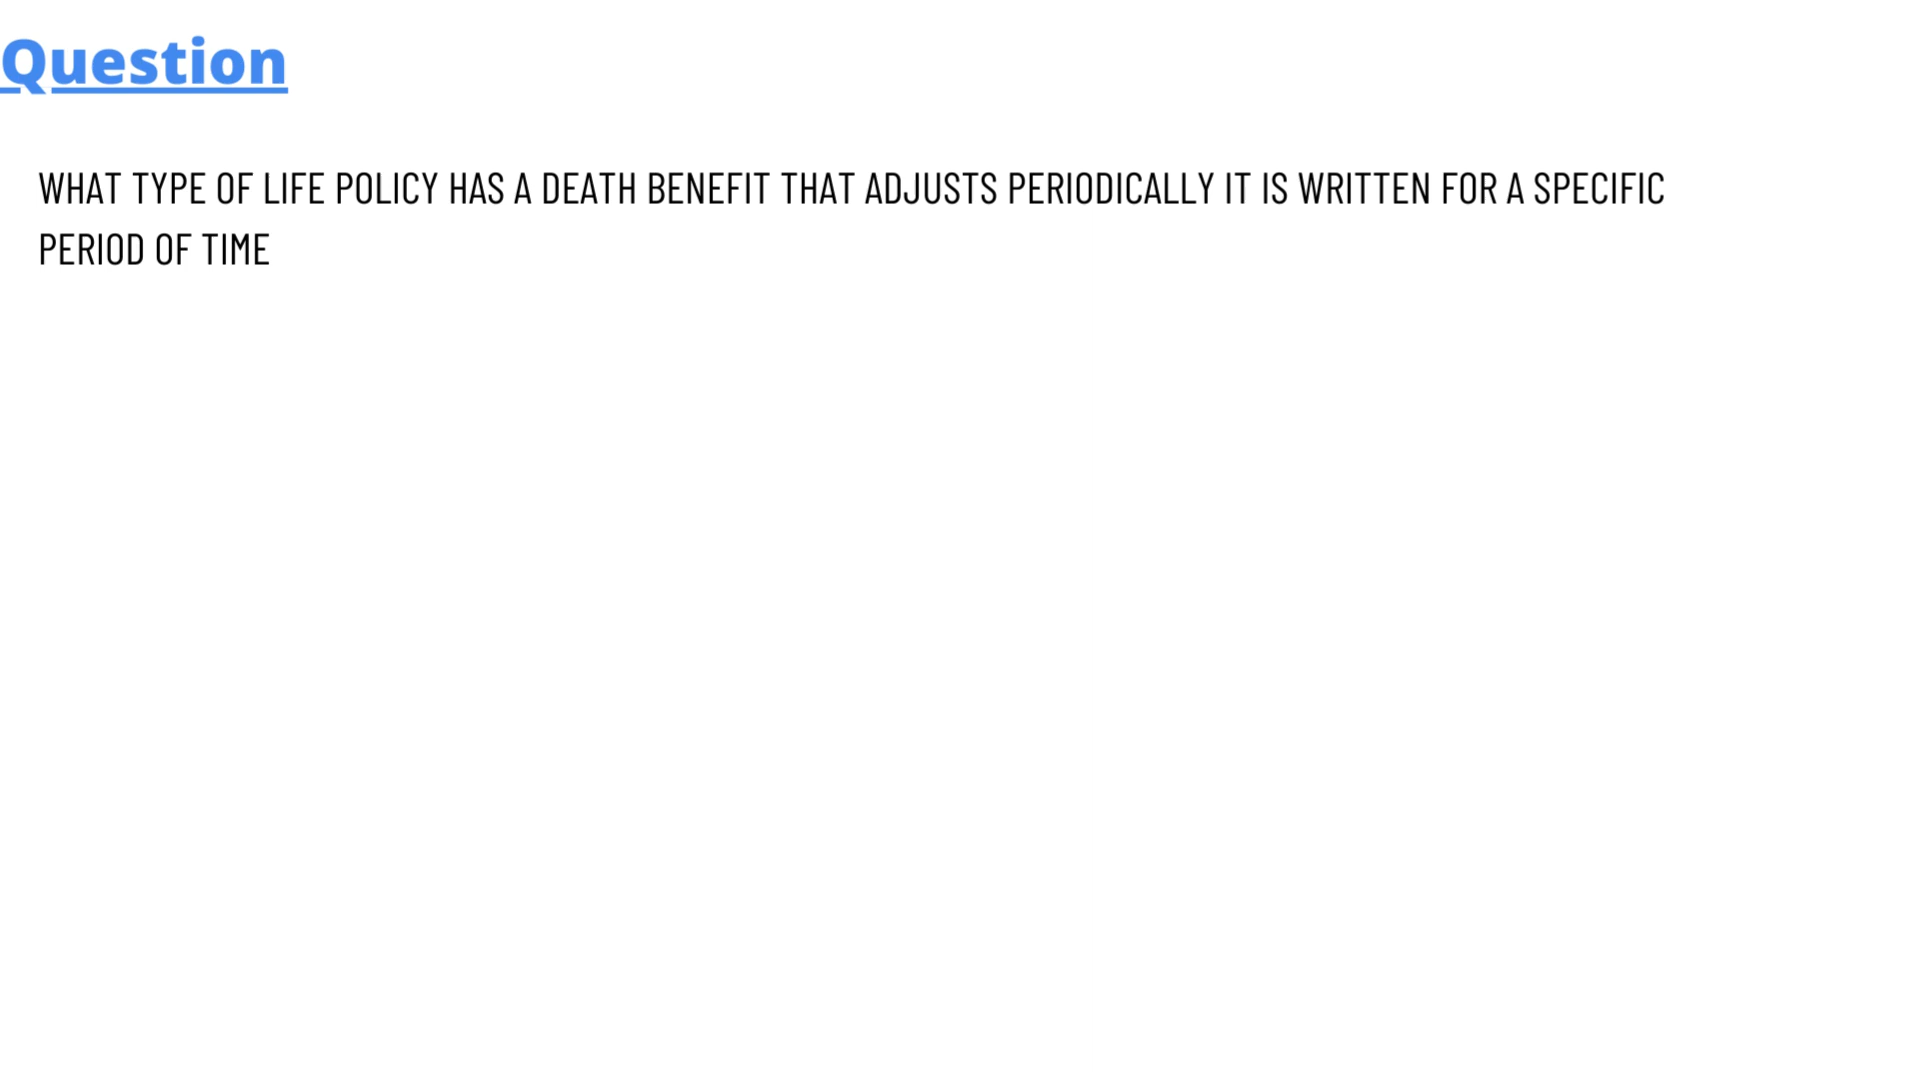 Question
WHAT TYPE OF LIFE POLICY HAS A DEATH BENEFIT THAT ADJUSTS PERIODICALLY IT IS WRITTEN FOR A SPECIFIC
PERIOD OF TIME